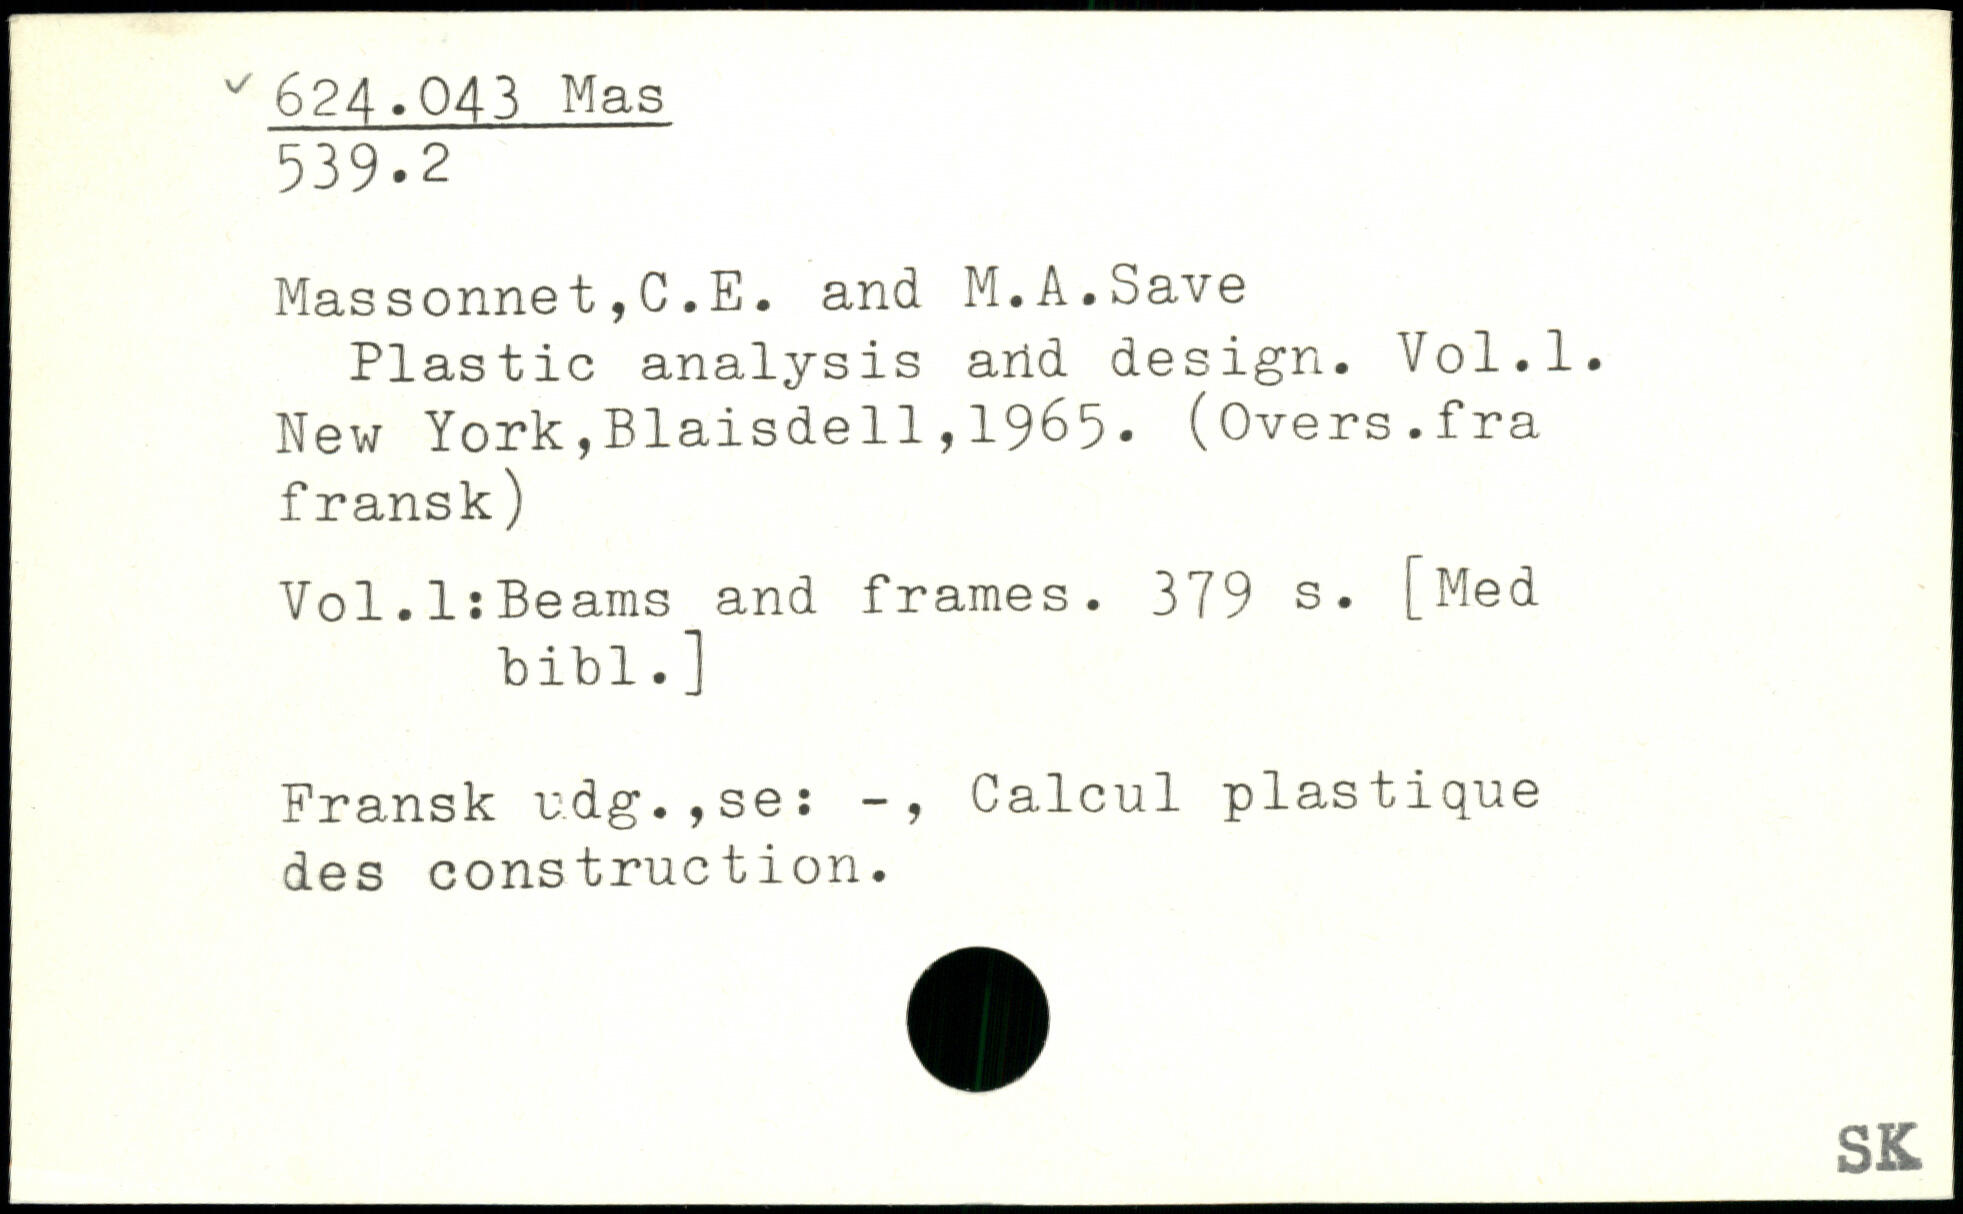 ✓ 624.043 Mas
539.2
Massonnet,C.E. and M.A.Save
Plastic analysis and design. Vol.1.
New York,Blaisdell,1965. (Overs.fra
fransk)
Vol.1:Beams and frames. 379 s. [Med
bibl.]
Fransk udg.,se: -, Calcul plastique
des construction.
SK